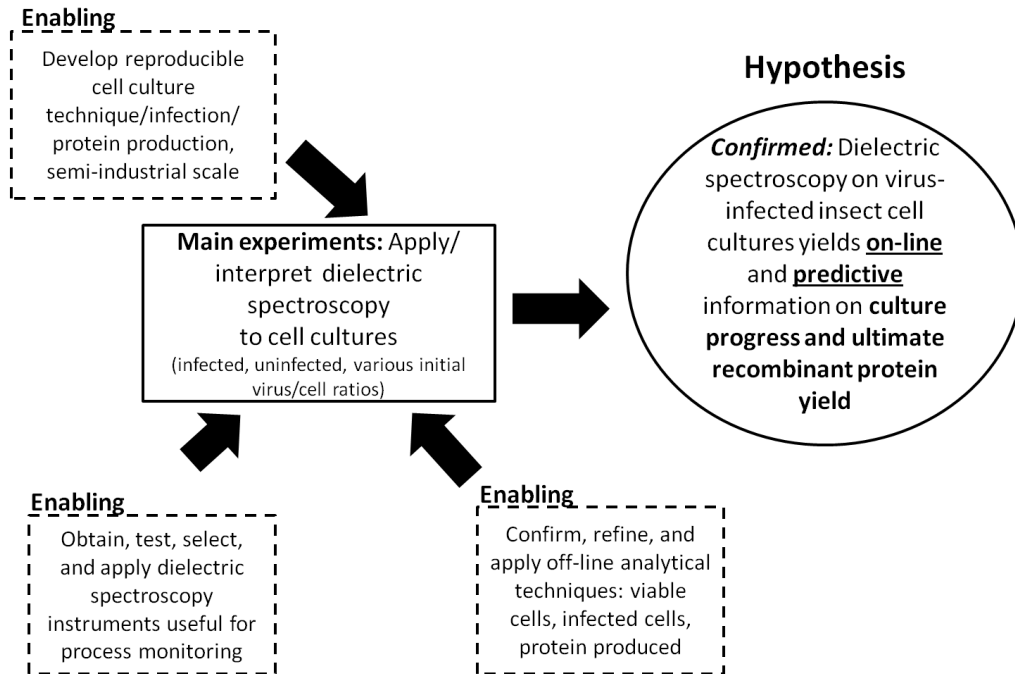 Enabling
Develop reproducible
cell culture
technique/infection/
protein production,
semi-industrial scale
Hypothesis
Confirmed: Dielectric
spectroscopy on virus-
infected insect cell
cultures yields on-line
and predictive
information on culture
progress and ultimate
recombinant protein
yield
Main experiments: Apply/
interpret dielectric
spectroscopy
to cell cultures
(infected, uninfected, various initial
virus/cell ratios)
Enabling
Obtain, test, select,
and apply dielectric
spectroscopy
instruments useful for
process monitoring
Enabling
Confirm, refine, and
apply off-line analytical
techniques: viable
cells, infected cells,
protein produced